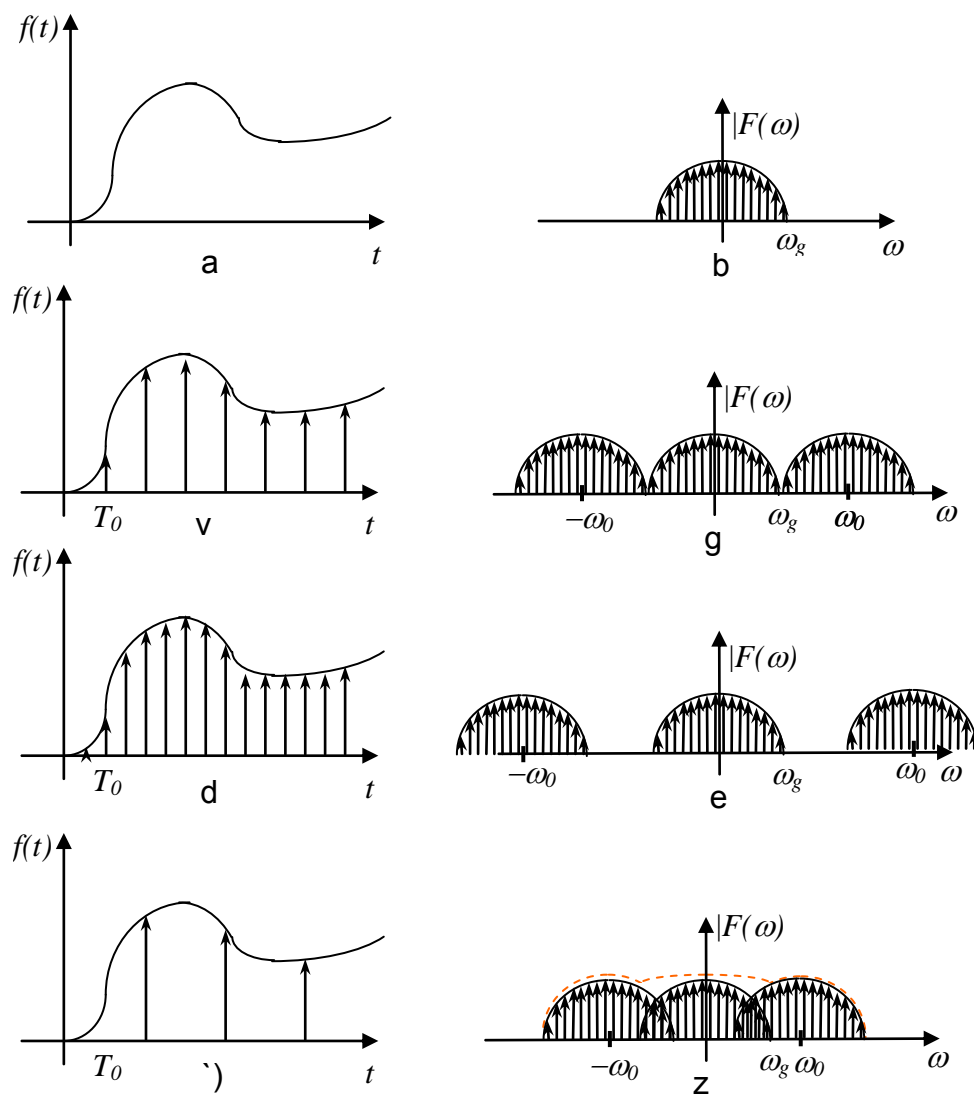 f(t)
t
a
|F(ω)
ω_g
ω
b
f(t)
T_0
t
v
|F(ω)
−ω_0
ω_g
ω_0
ω
g
f(t)
T_0
t
d
|F(ω)
−ω_0
ω_g
ω_0
ω
e
f(t)
T_0
t
`)
|F(ω)
−ω_0
ω_g ω_0
ω
z